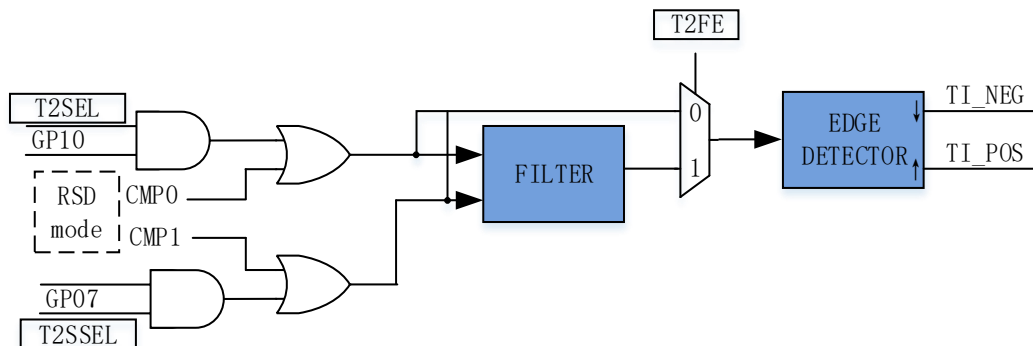 T2FE
T2SEL
GP10
0
TI_NEG
EDGE
DETECTOR
FILTER
1
TI_POS
RSD
mode
CMP0
CMP1
GP07
T2SSEL